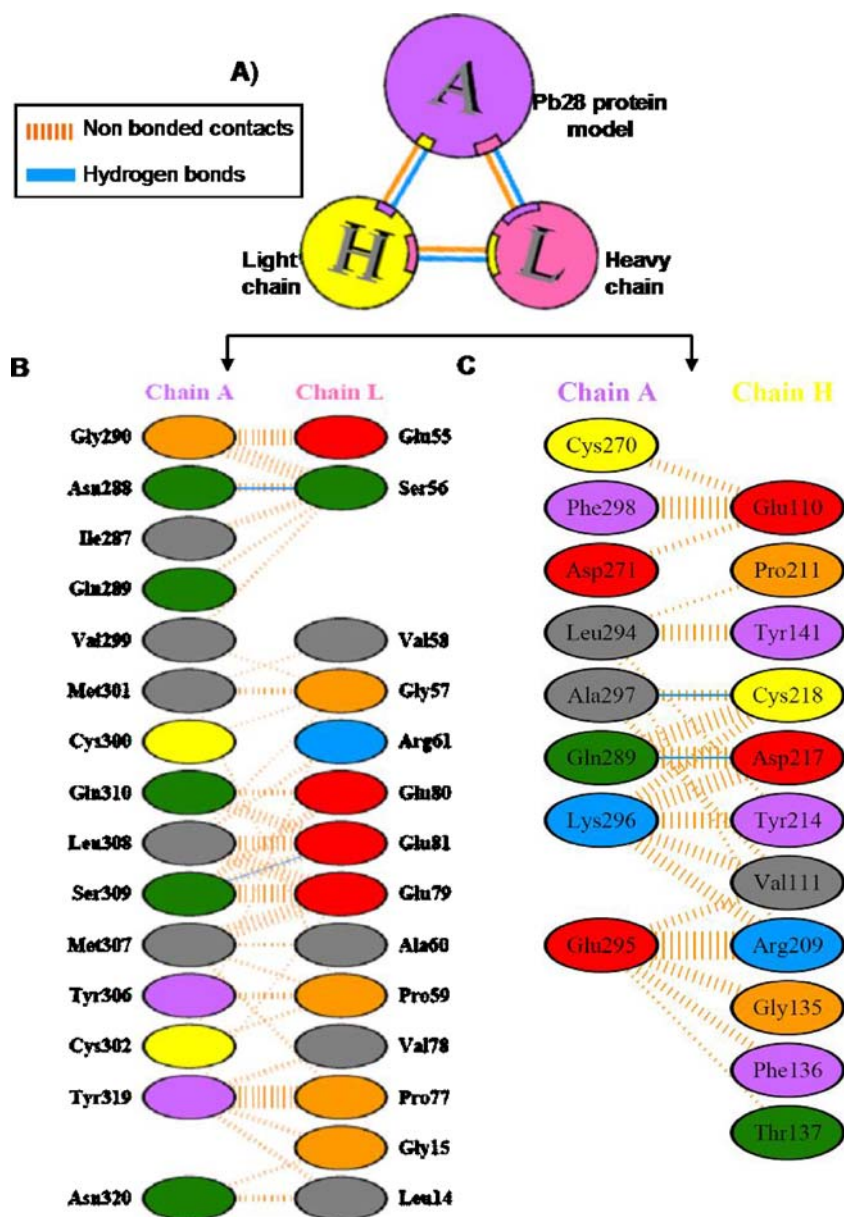 A)
A
Pb28 protein
model
Non bonded contacts
Hydrogen bonds
H
L
Light
chain
Heavy
chain
B
Chain A Chain L
Gly290 Glu55
Asn288 Ser56
Ile287
Gln289
Val299 Val58
Met301 Gly57
Cys300 Arg61
Gln310 Glu80
Leu308 Glu81
Ser309 Glu79
Met307 Ala60
Tyr306 Pro59
Cys302 Val78
Tyr319 Pro77
Gly15
Asn320 Leu14
C
Chain A Chain H
Cys270
Phe298 Glu110
Asp271 Pro211
Leu294 Tyr141
Ala297 Cys218
Gln289 Asp217
Lys296 Tyr214
Val111
Glu295 Arg209
Gly135
Phe136
Thr137